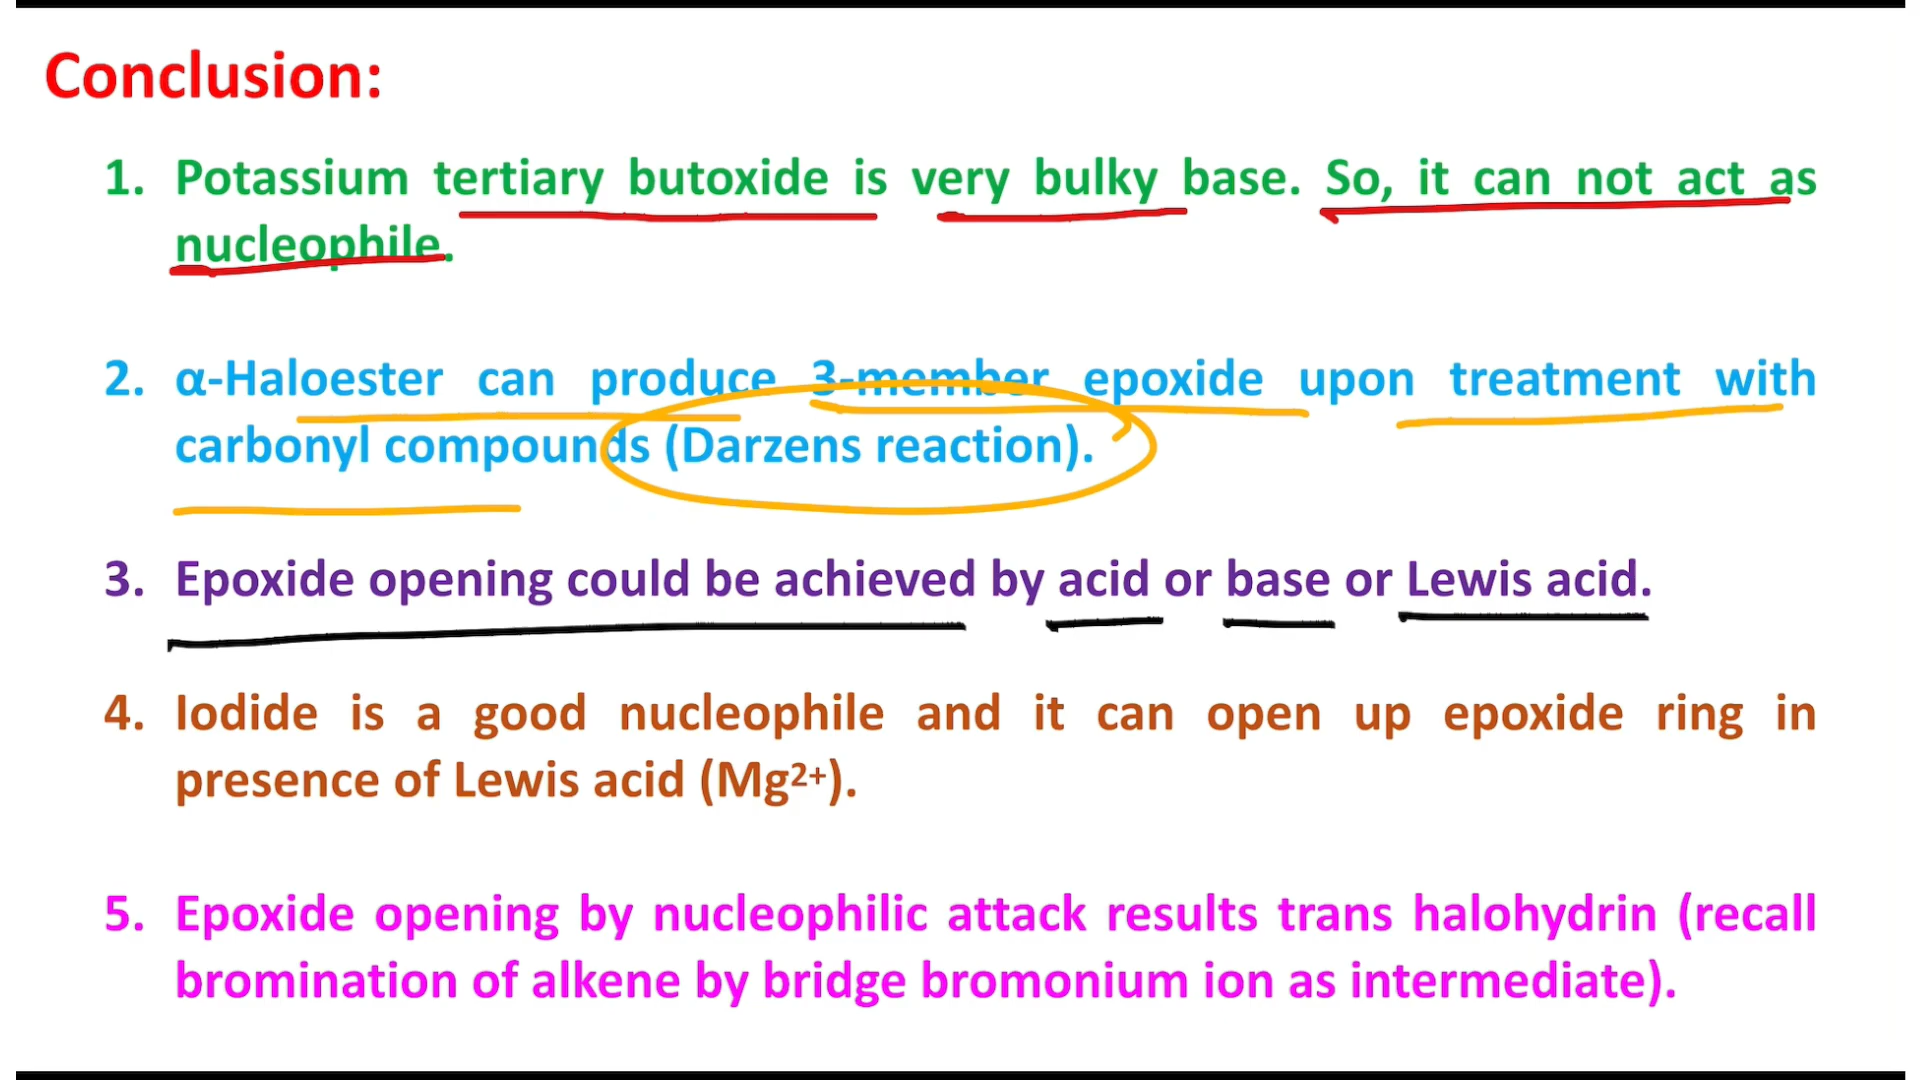 Conclusion:
1. Potassium tertiary butoxide is very bulky base. So, it can not act as
nucleophile.
2. α-Haloester can produce 3-member epoxide upon treatment with
carbonyl compounds (Darzens reaction).
3. Epoxide opening could be achieved by acid or base or Lewis acid.
4. Iodide is a good nucleophile and it can open up epoxide ring in
presence of Lewis acid (Mg²⁺).
5. Epoxide opening by nucleophilic attack results trans halohydrin (recall
bromination of alkene by bridge bromonium ion as intermediate).